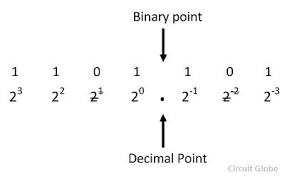 Binary point
1 1 0 1 1 0 1
2³ 2² 2¹ 2⁰ . 2⁻¹ 2⁻² 2⁻³
Decimal Point
Circuit Globe